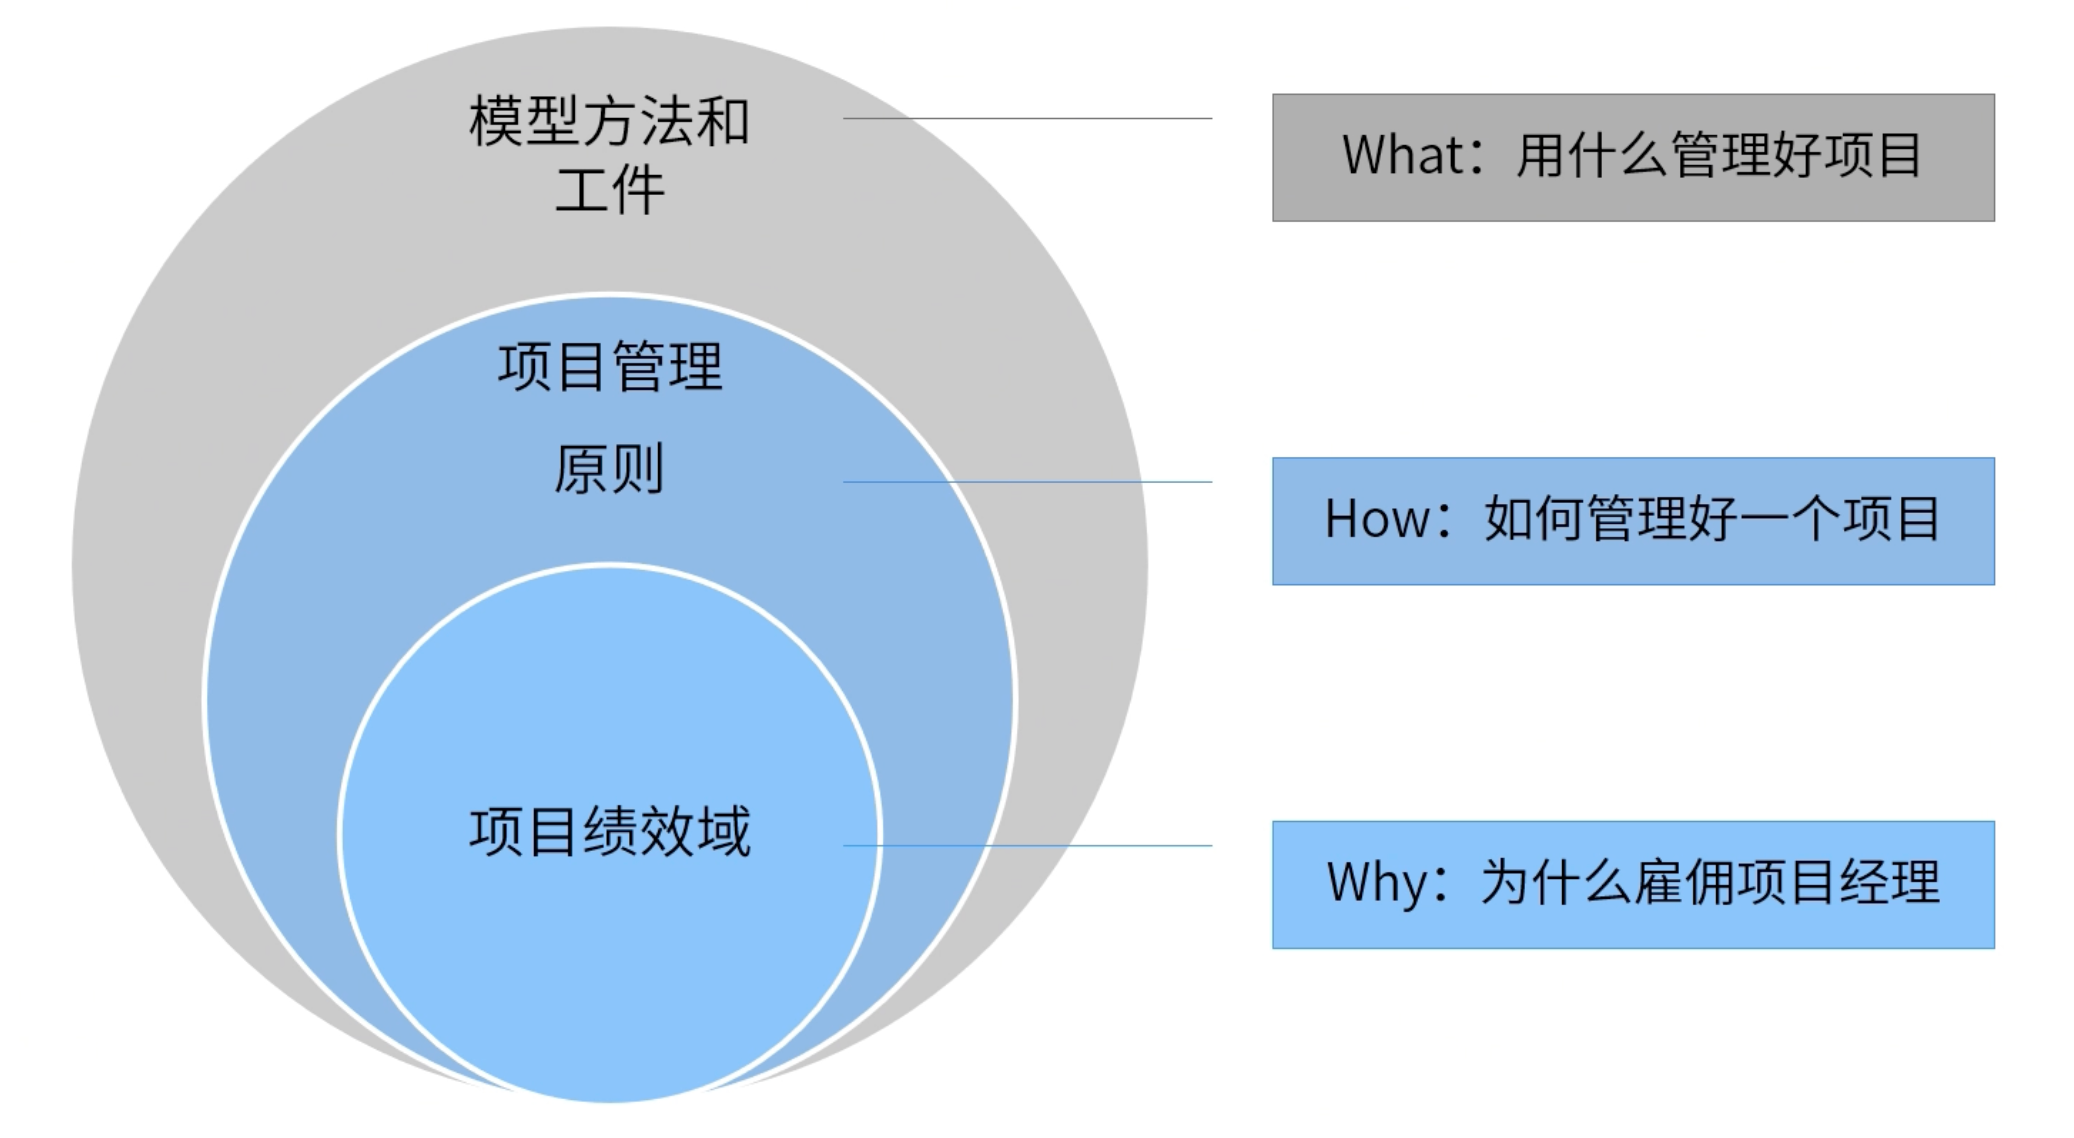 模型方法和
工件
What：用什么管理好项目
项目管理
原则
How：如何管理好一个项目
项目绩效域
Why：为什么雇佣项目经理